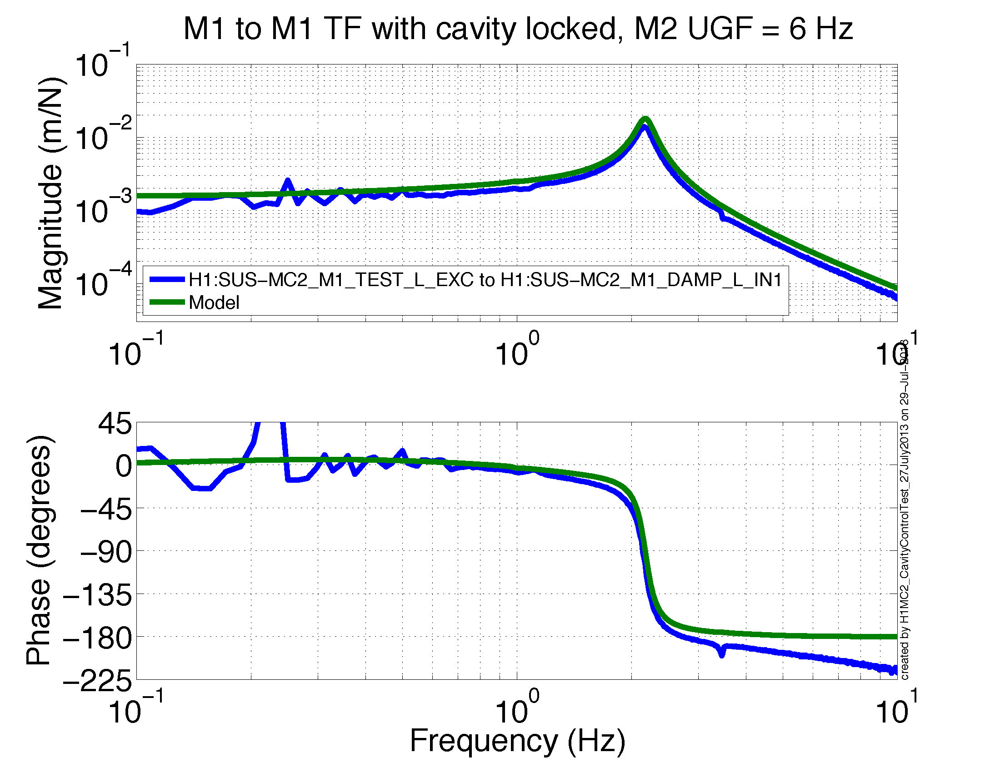 M1 to M1 TF with cavity locked, M2 UGF = 6 Hz
Magnitude (m/N)
10^−1
10^−2
10^−3
10^−4
H1:SUS−MC2_M1_TEST_L_EXC to H1:SUS−MC2_M1_DAMP_L_IN1
Model
10^−1 10^0 10^1
Phase (degrees)
45
0
−45
−90
−135
−180
−225
10^−1 10^0 10^1
Frequency (Hz)
created by H1MC2_CavityControlTest_27July2013 on 29−Jul−2013